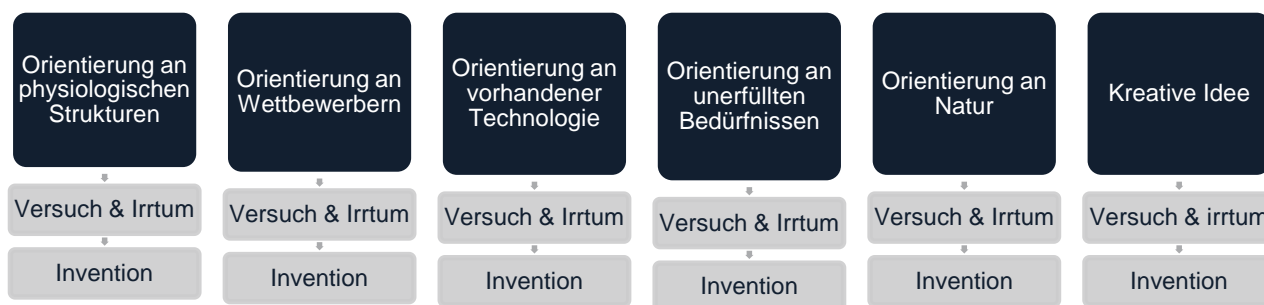 Orientierung an
physiologischen
Strukturen
Versuch & Irrtum
Invention
Orientierung an
Wettbewerbern
Versuch & Irrtum
Invention
Orientierung an
vorhandener
Technologie
Versuch & Irrtum
Invention
Orientierung an
unerfüllten
Bedürfnissen
Versuch & Irrtum
Invention
Orientierung an
Natur
Versuch & Irrtum
Invention
Kreative Idee
Versuch & irrtum
Invention